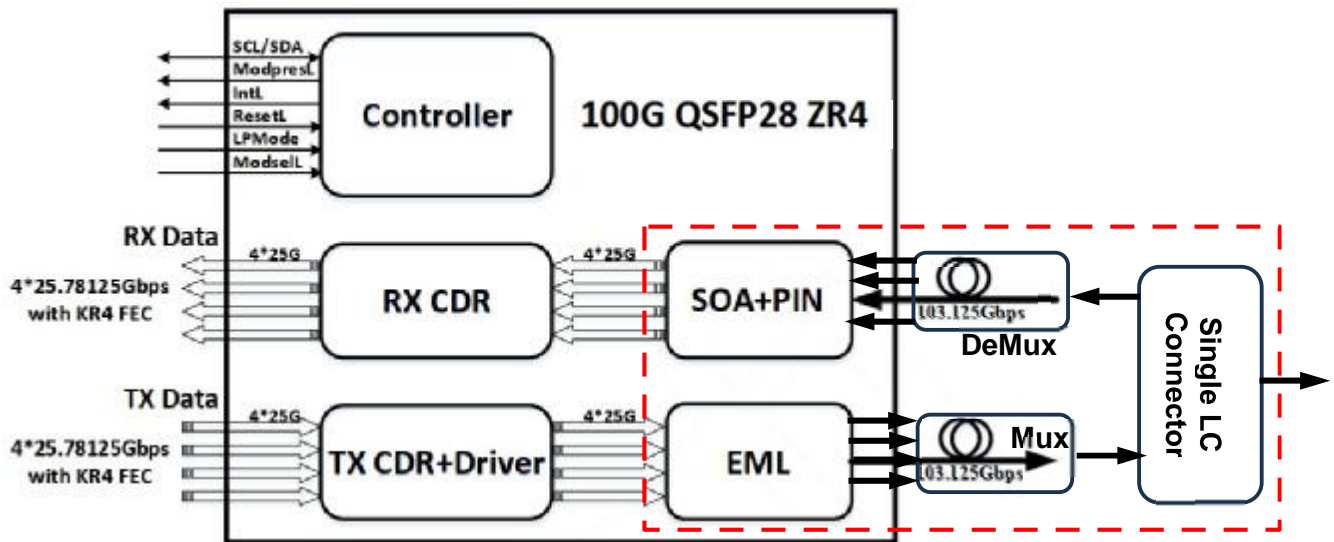 SCL/SDA
ModpresL
IntL
ResetL
LPMode
ModselL
Controller
100G QSFP28 ZR4
RX Data
4*25.78125Gbps
with KR4 FEC
4*25G
RX CDR
4*25G
SOA+PIN
103.125Gbps
DeMux
Single LC
Connector
TX Data
4*25.78125Gbps
with KR4 FEC
4*25G
TX CDR+Driver
4*25G
EML
Mux
103.125Gbps